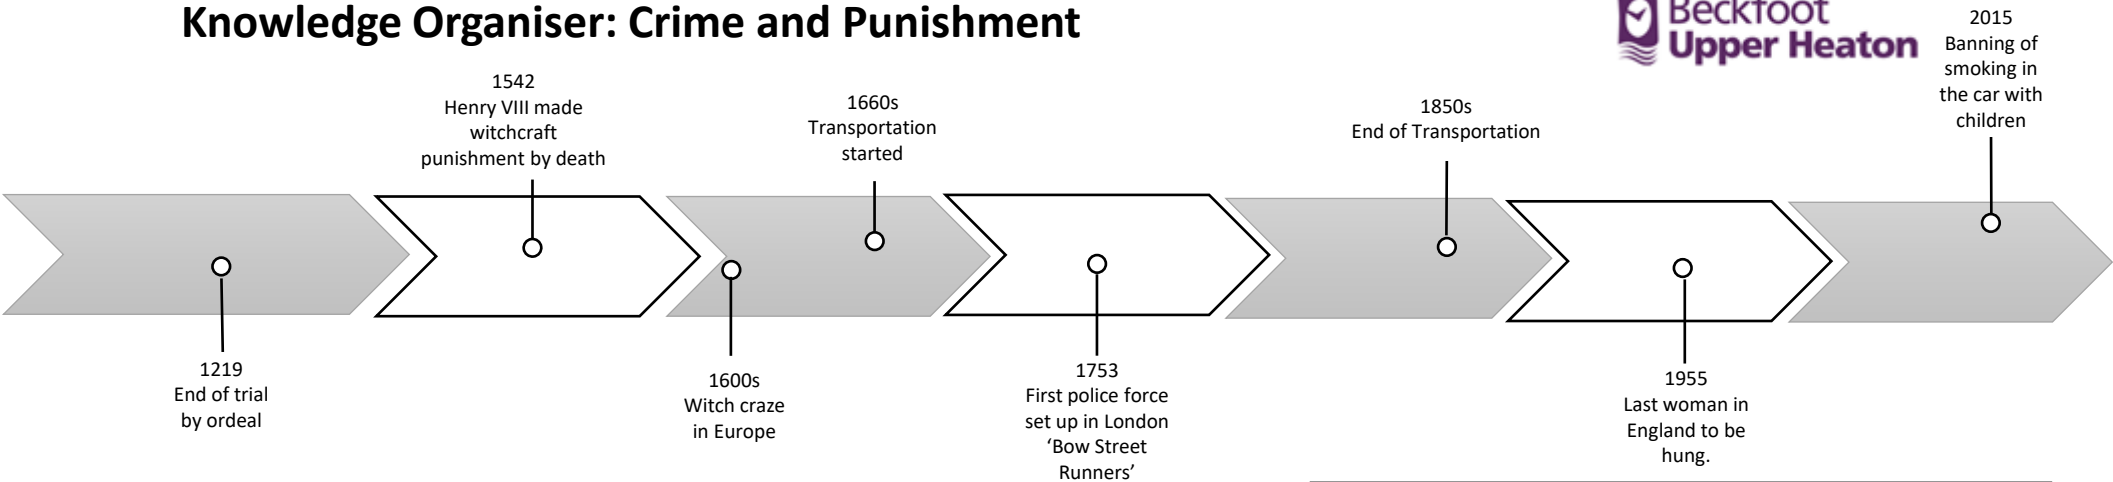 Knowledge Organiser: Crime and Punishment
Beckfoot
Upper Heaton
1219
End of trial
by ordeal
1542
Henry VIII made
witchcraft
punishment by death
1600s
Witch craze
in Europe
1660s
Transportation
started
1753
First police force
set up in London
‘Bow Street
Runners’
1850s
End of Transportation
1955
Last woman in
England to be
hung.
2015
Banning of
smoking in
the car with
children